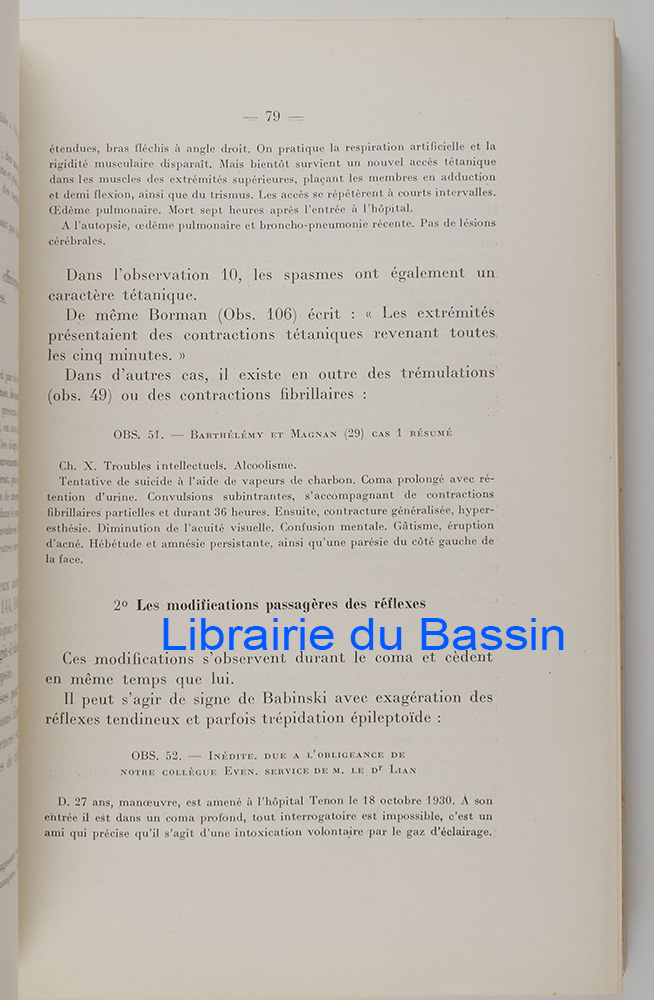 — 79 —
étendues, bras fléchis à angle droit. On pratique la respiration artificielle et la
rigidité musculaire disparaît. Mais bientôt survient un nouvel accès tétanique
dans les muscles des extrémités supérieures, plaçant les membres en adduction
et demi flexion, ainsi que du trismus. Les accès se répétèrent à courts intervalles.
Œdème pulmonaire. Mort sept heures après l'entrée à l'hôpital.
A l'autopsie, œdème pulmonaire et broncho-pneumonie récente. Pas de lésions
cérébrales.
Dans l'observation 10, les spasmes ont également un
caractère tétanique.
De même Borman (Obs. 106) écrit : « Les extrémités
présentaient des contractions tétaniques revenant toutes
les cinq minutes. »
Dans d'autres cas, il existe en outre des trémulations
(obs. 49) ou des contractions fibrillaires :
OBS. 51. — Barthélémy et Magnan (29) cas 1 résumé
Ch. X. Troubles intellectuels. Alcoolisme.
Tentative de suicide à l'aide de vapeurs de charbon. Coma prolongé avec ré-
tention d'urine. Convulsions subintrantes, s'accompagnant de contractions
fibrillaires partielles et durant 36 heures. Ensuite, contracture généralisée, hyper-
esthésie. Diminution de l'acuité visuelle. Confusion mentale. Gâtisme, éruption
d'acné. Hébétude et amnésie persistante, ainsi qu'une parésie du côté gauche de
la face.
2º Les modifications passagères des réflexes
Librairie du Bassin
Ces modifications s'observent durant le coma et cèdent
en même temps que lui.
Il peut s'agir de signe de Babinski avec exagération des
réflexes tendineux et parfois trépidation épileptoïde :
OBS. 52. — Inédite. due a l'obligeance de
notre collègue Even. service de m. le Dr Lian
D. 27 ans, manœuvre, est amené à l'hôpital Tenon le 18 octobre 1930. A son
entrée il est dans un coma profond, tout interrogatoire est impossible, c'est un
ami qui précise qu'il s'agit d'une intoxication volontaire par le gaz d'éclairage.